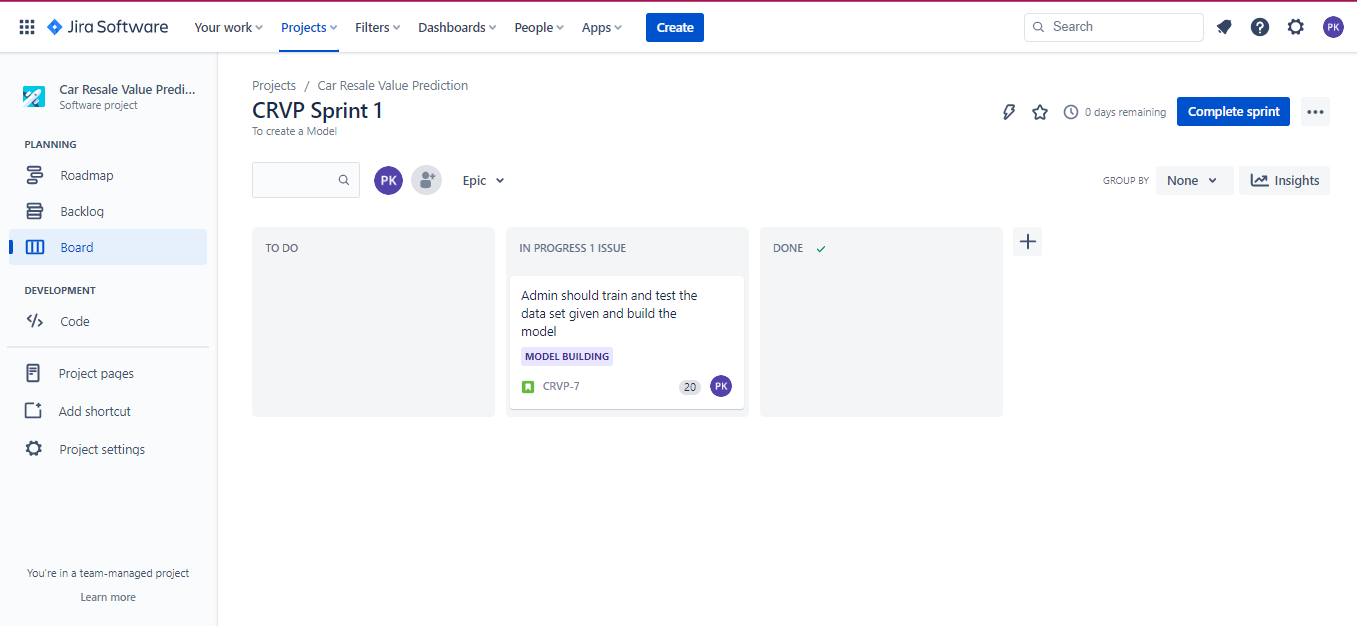 Jira Software Your work Projects Filters Dashboards People Apps Create Search PK
Car Resale Value Predi...
Software project
PLANNING
Roadmap
Backlog
Board
DEVELOPMENT
Code
Project pages
Add shortcut
Project settings
You're in a team-managed project
Learn more
Projects / Car Resale Value Prediction
CRVP Sprint 1
To create a Model
0 days remaining Complete sprint
PK Epic GROUP BY None Insights
TO DO
IN PROGRESS 1 ISSUE
Admin should train and test the
data set given and build the
model
MODEL BUILDING
CRVP-7 20 PK
DONE